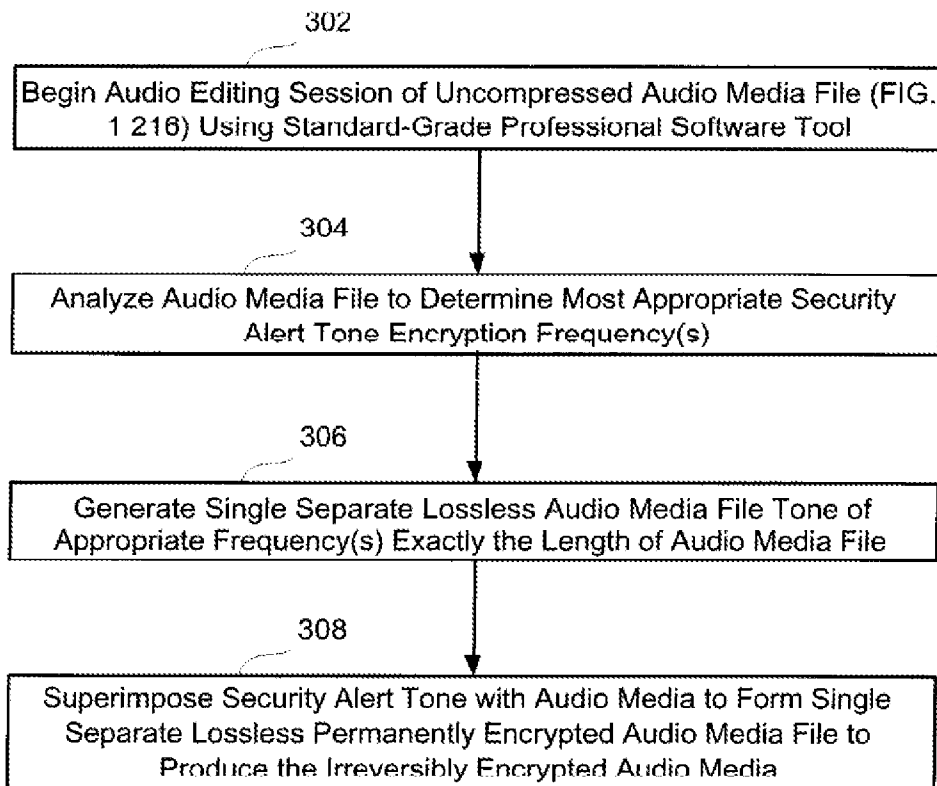 302
Begin Audio Editing Session of Uncompressed Audio Media File (FIG.
1 216) Using Standard-Grade Professional Software Tool
304
Analyze Audio Media File to Determine Most Appropriate Security
Alert Tone Encryption Frequency(s)
306
Generate Single Separate Lossless Audio Media File Tone of
Appropriate Frequency(s) Exactly the Length of Audio Media File
308
Superimpose Security Alert Tone with Audio Media to Form Single
Separate Lossless Permanently Encrypted Audio Media File to
Produce the Irreversibly Encrypted Audio Media